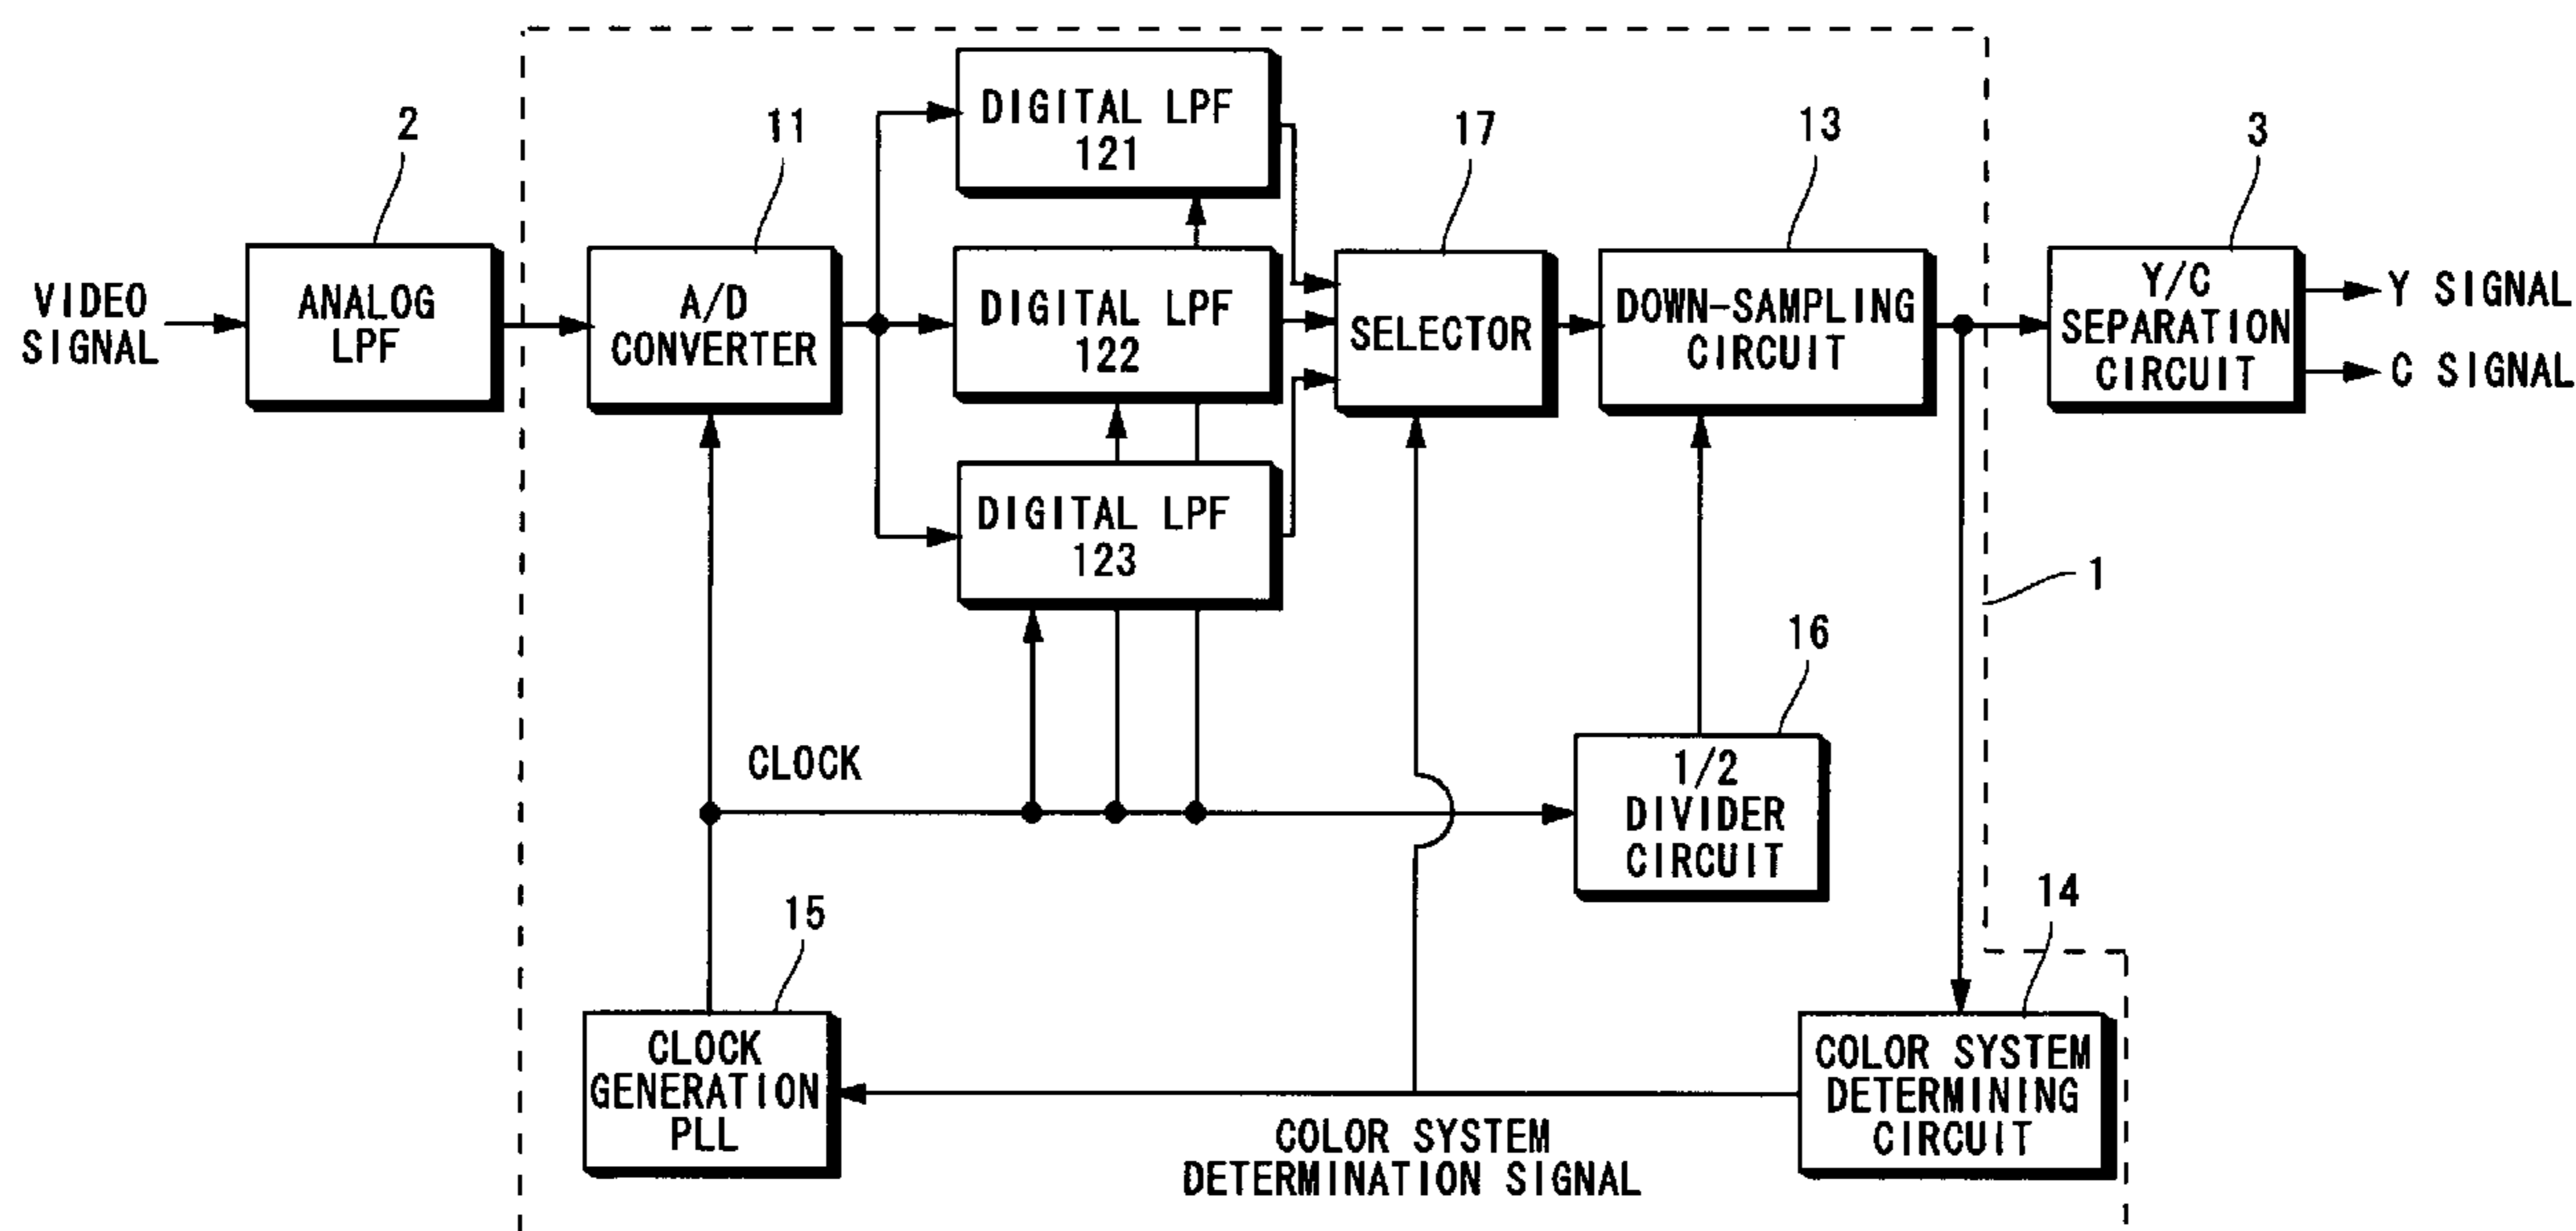 2
11
DIGITAL LPF
121
17
13
3
VIDEO
SIGNAL
ANALOG
LPF
A/D
CONVERTER
DIGITAL LPF
122
SELECTOR
DOWN-SAMPLING
CIRCUIT
Y/C
SEPARATION
CIRCUIT
Y SIGNAL
C SIGNAL
DIGITAL LPF
123
1
16
CLOCK
1/2
DIVIDER
CIRCUIT
15
14
CLOCK
GENERATION
PLL
COLOR SYSTEM
DETERMINING
CIRCUIT
COLOR SYSTEM
DETERMINATION SIGNAL